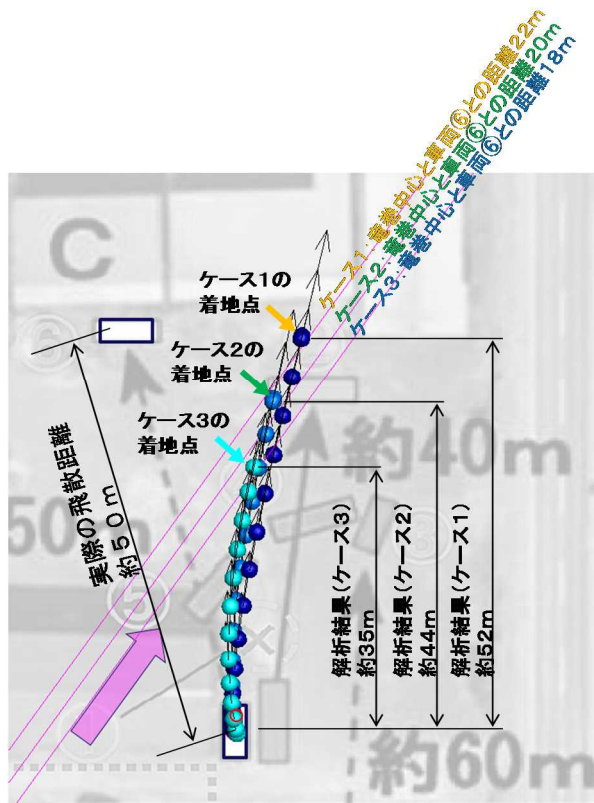 ケース1:竜巻中心と車両⑥との距離22m
ケース2:竜巻中心と車両⑥との距離20m
ケース3:竜巻中心と車両⑥との距離18m
C
ケース1の
着地点
⑥
ケース2の
着地点
ケース3の
着地点
約40m
実際の飛散距離
約50m
50m
解析結果(ケース3)
約35m
解析結果(ケース2)
約44m
解析結果(ケース1)
約52m
⑤
約60m